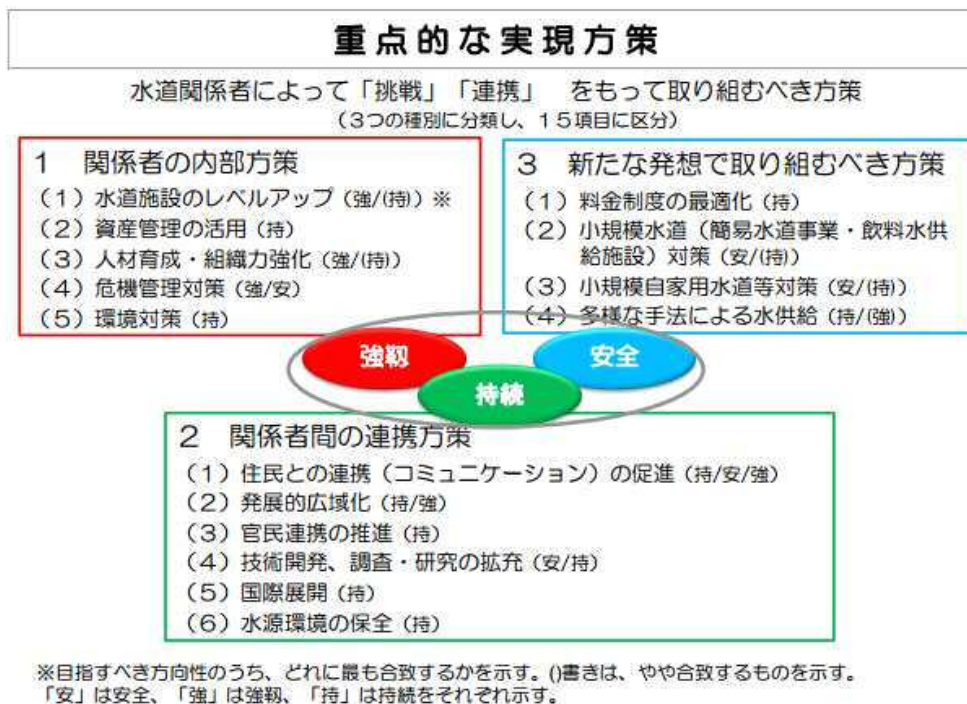 重点的な実現方策
水道関係者によって「挑戦」「連携」 をもって取り組むべき方策
（３つの種別に分類し、１５項目に区分）
１ 関係者の内部方策
（１）水道施設のレベルアップ（強/(持)）※
（２）資産管理の活用（持）
（３）人材育成・組織力強化（強/(持)）
（４）危機管理対策（強/安）
（５）環境対策（持）
３ 新たな発想で取り組むべき方策
（１）料金制度の最適化（持）
（２）小規模水道（簡易水道事業・飲料水供
給施設）対策（安/(持)）
（３）小規模自家用水道等対策（安/(持)）
（４）多様な手法による水供給（持/(強)）
強靱
安全
持続
２ 関係者間の連携方策
（１）住民との連携（コミュニケーション）の促進（持/安/強）
（２）発展的広域化（持/強）
（３）官民連携の推進（持）
（４）技術開発、調査・研究の拡充（安/持）
（５）国際展開（持）
（６）水源環境の保全（持）
※目指すべき方向性のうち、どれに最も合致するかを示す。()書きは、やや合致するものを示す。
「安」は安全、「強」は強靱、「持」は持続をそれぞれ示す。